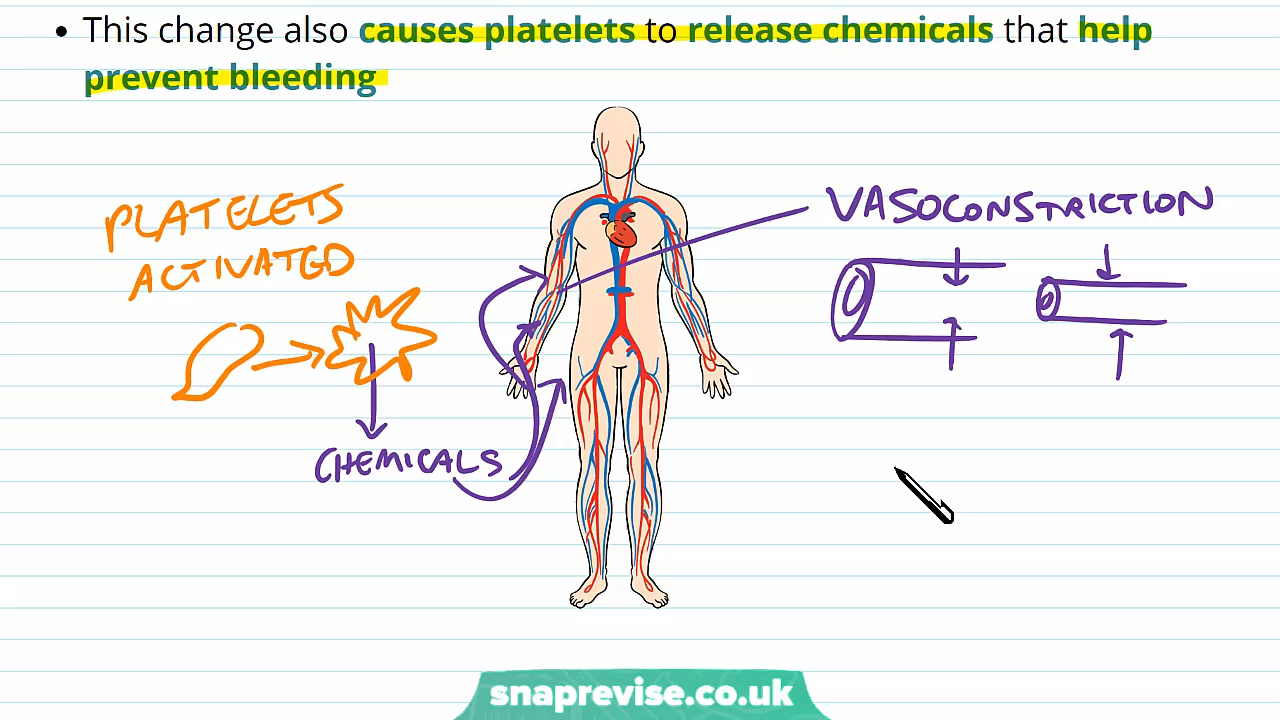 • This change also causes platelets to release chemicals that help
prevent bleeding
PLATELETS
ACTIVATED
CHEMICALS
VASOCONSTRICTION
snaprevise.co.uk